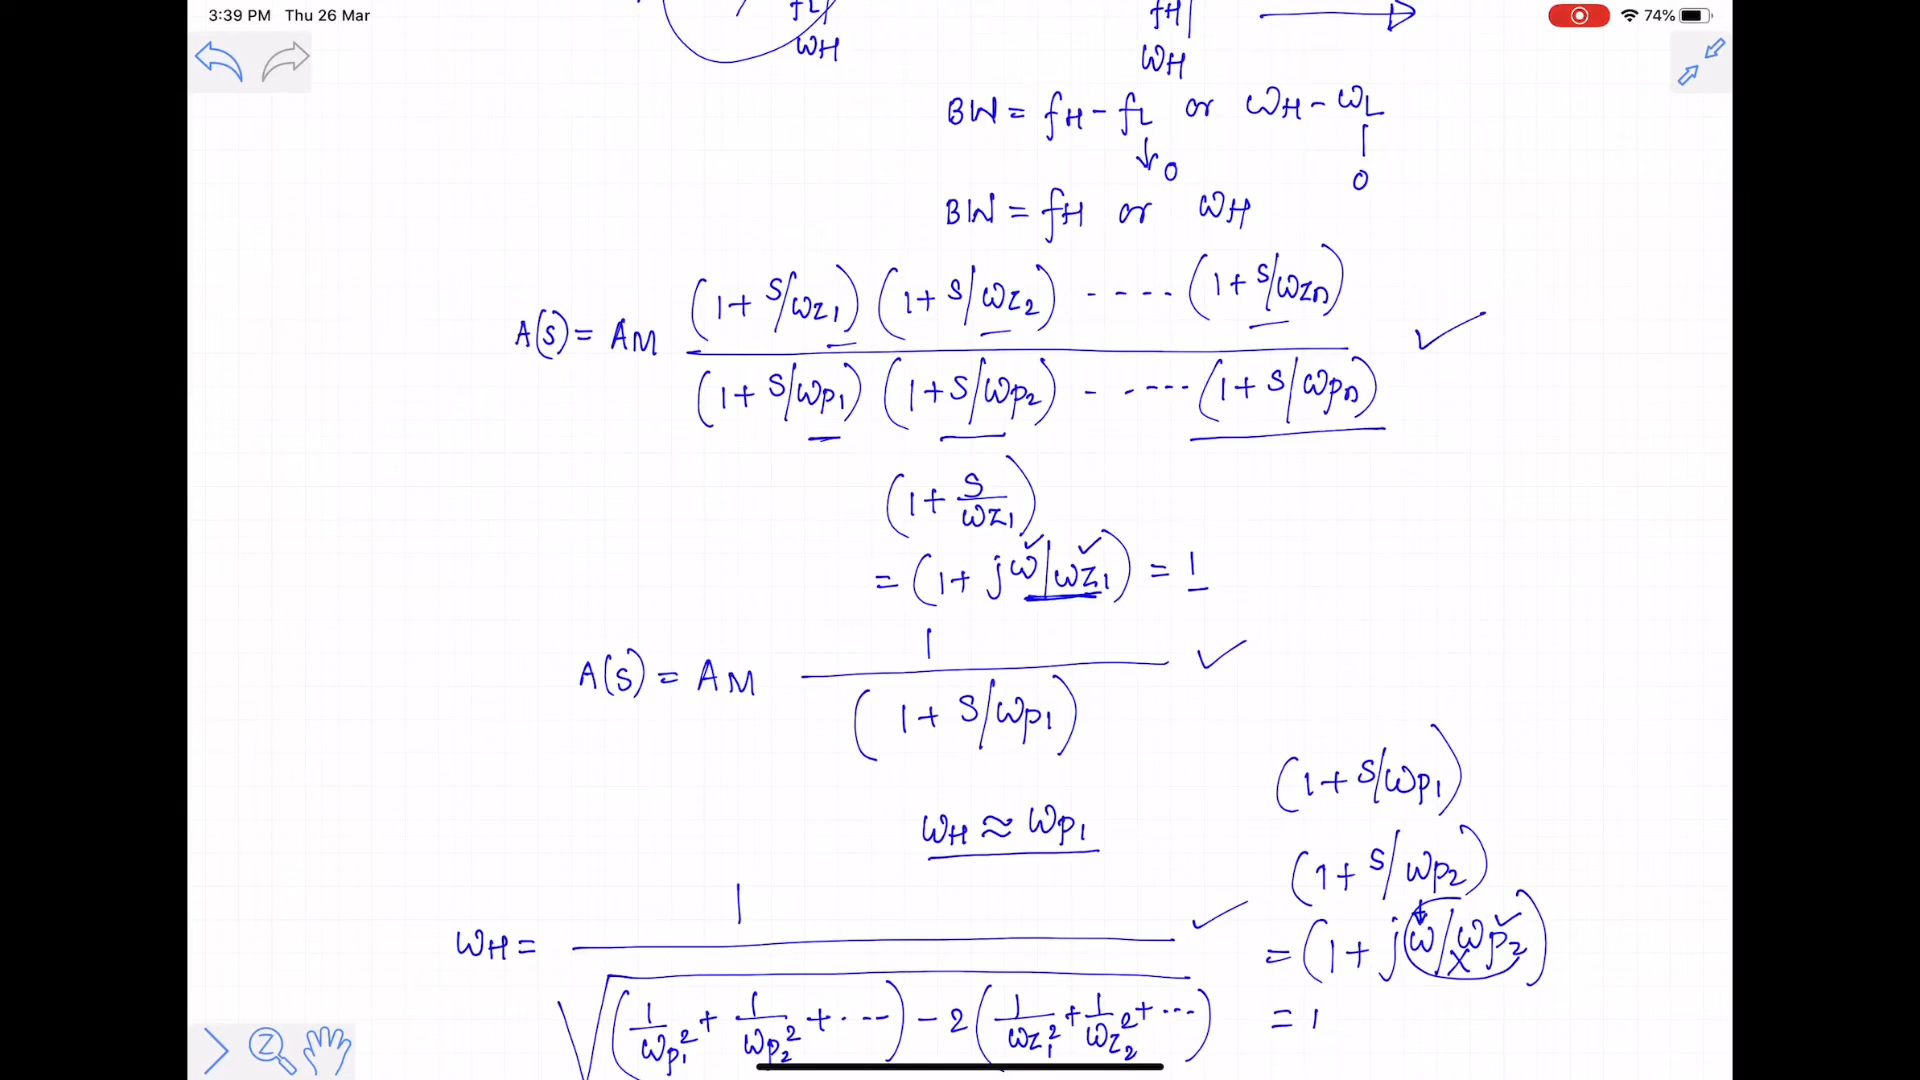 3:39 PM Thu 26 Mar
74%
fL
ωH
fH
ωH
BW = fH - fL or ωH - ωL
0
0
BW = fH or ωH
A(s) = AM (1+ s/ωz1) (1+ s/ωz2) ---- (1+ s/ωzn)
(1+ s/ωp1) (1+ s/ωp2) - ----- (1+ s/ωpn)
(1+ s/ωz1)
= (1+ jω/ωz1) = 1
A(s) = AM 1
(1+ s/ωp1)
(1+ s/ωp1)
ωH ≈ ωp1
(1+ s/ωp2)
ωH = 1
= (1+ jω/ωp2)
x
√(1/ωp1² + 1/ωp2² + ----) - 2 (1/ωz1² + 1/ωz2² + ---)
= 1
Z